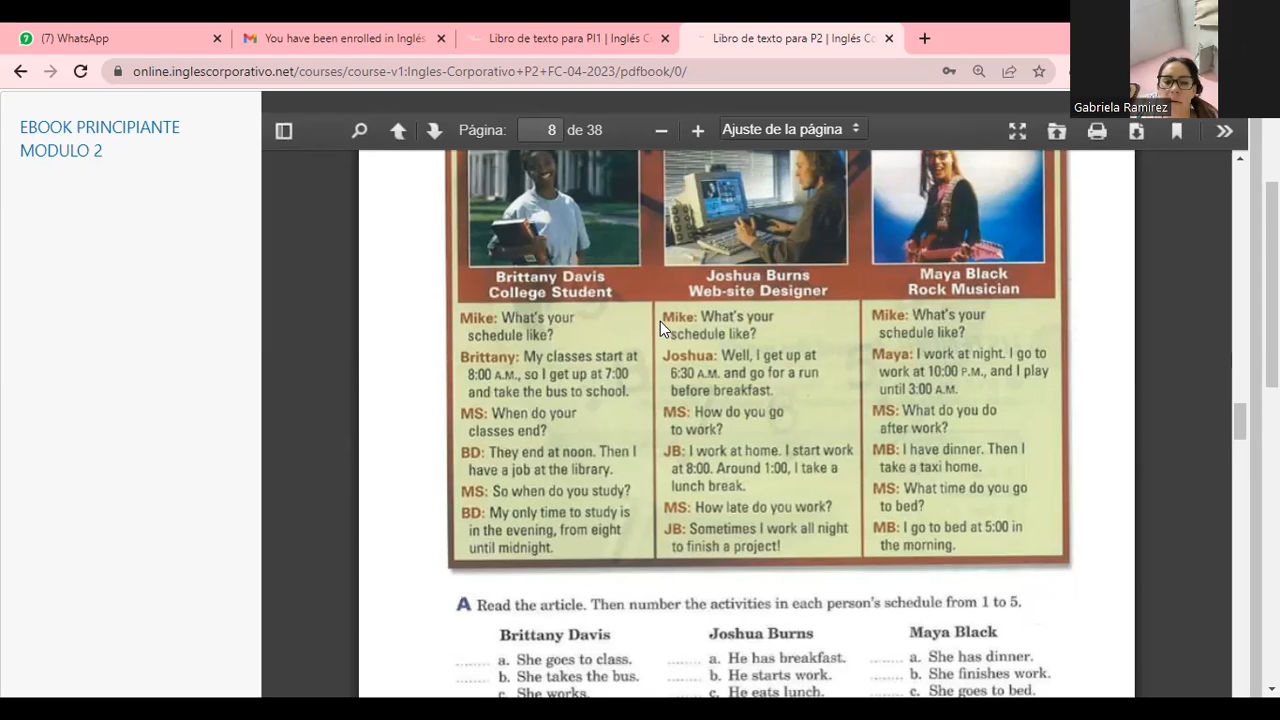 (7) WhatsApp
You have been enrolled in Inglés
Libro de texto para PI1 | Inglés C
Libro de texto para P2 | Inglés Co
online.inglescorporativo.net/courses/course-v1:Ingles-Corporativo+P2+FC-04-2023/pdfbook/0/
Gabriela Ramirez
EBOOK PRINCIPIANTE
MODULO 2
Página: 8 de 38
Ajuste de la página
Brittany Davis
College Student
Mike: What's your
schedule like?
Brittany: My classes start at
8:00 A.M., so I get up at 7:00
and take the bus to school.
MS: When do your
classes end?
BD: They end at noon. Then I
have a job at the library.
MS: So when do you study?
BD: My only time to study is
in the evening, from eight
until midnight.
Joshua Burns
Web-site Designer
Mike: What's your
schedule like?
Joshua: Well, I get up at
6:30 A.M. and go for a run
before breakfast.
MS: How do you go
to work?
JB: I work at home. I start work
at 8:00. Around 1:00, I take a
lunch break.
MS: How late do you work?
JB: Sometimes I work all night
to finish a project!
Maya Black
Rock Musician
Mike: What's your
schedule like?
Maya: I work at night. I go to
work at 10:00 P.M., and I play
until 3:00 A.M.
MS: What do you do
after work?
MB: I have dinner. Then I
take a taxi home.
MS: What time do you go
to bed?
MB: I go to bed at 5:00 in
the morning.
A Read the article. Then number the activities in each person's schedule from 1 to 5.
Brittany Davis
........ a. She goes to class.
........ b. She takes the bus.
c. She works.
Joshua Burns
........ a. He has breakfast.
........ b. He starts work.
c. He eats lunch.
Maya Black
........ a. She has dinner.
........ b. She finishes work.
c. She goes to bed.